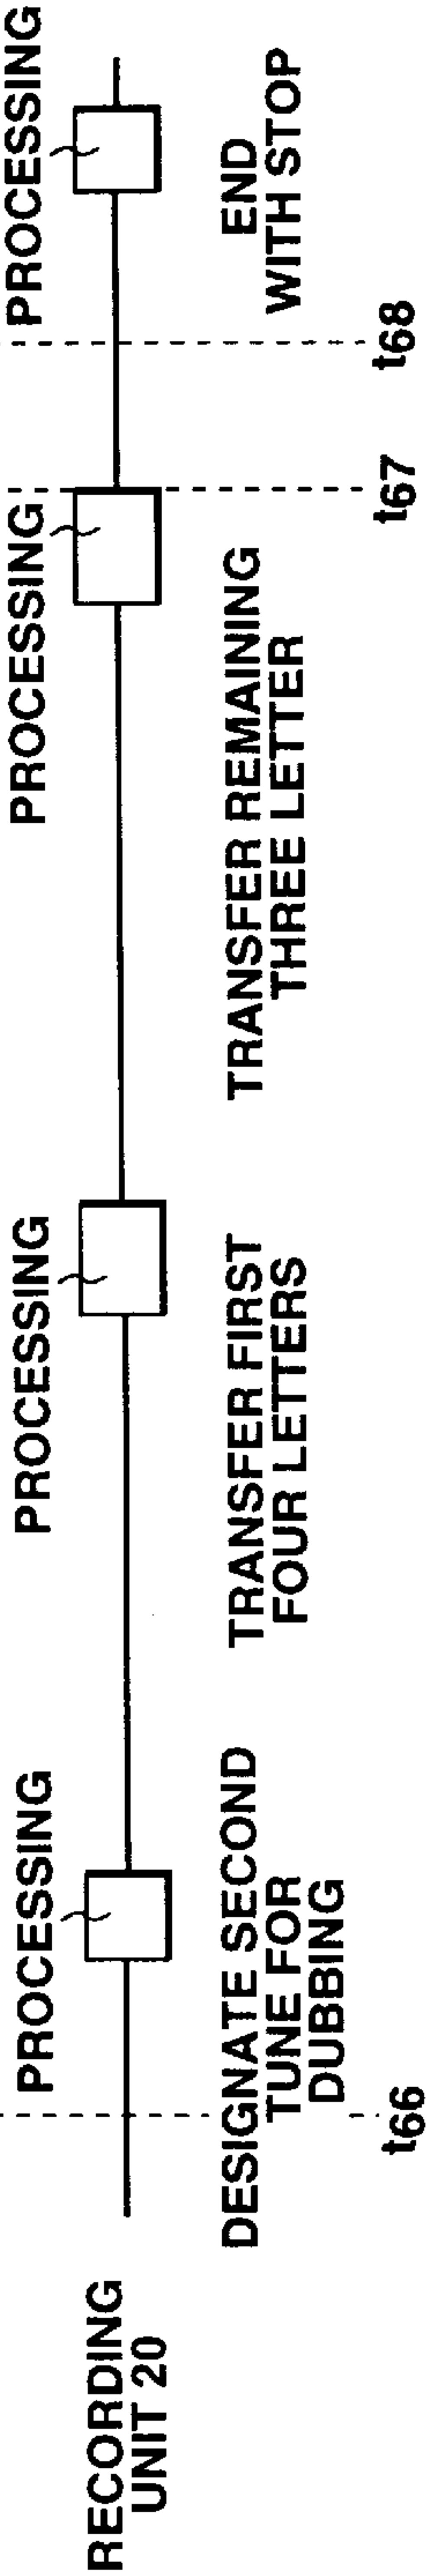 RECORDING
UNIT 20
PROCESSING
PROCESSING
PROCESSING
PROCESSING
DESIGNATE SECOND
TUNE FOR
DUBBING
TRANSFER FIRST
FOUR LETTERS
TRANSFER REMAINING
THREE LETTER
END
WITH STOP
t66
t67
t68